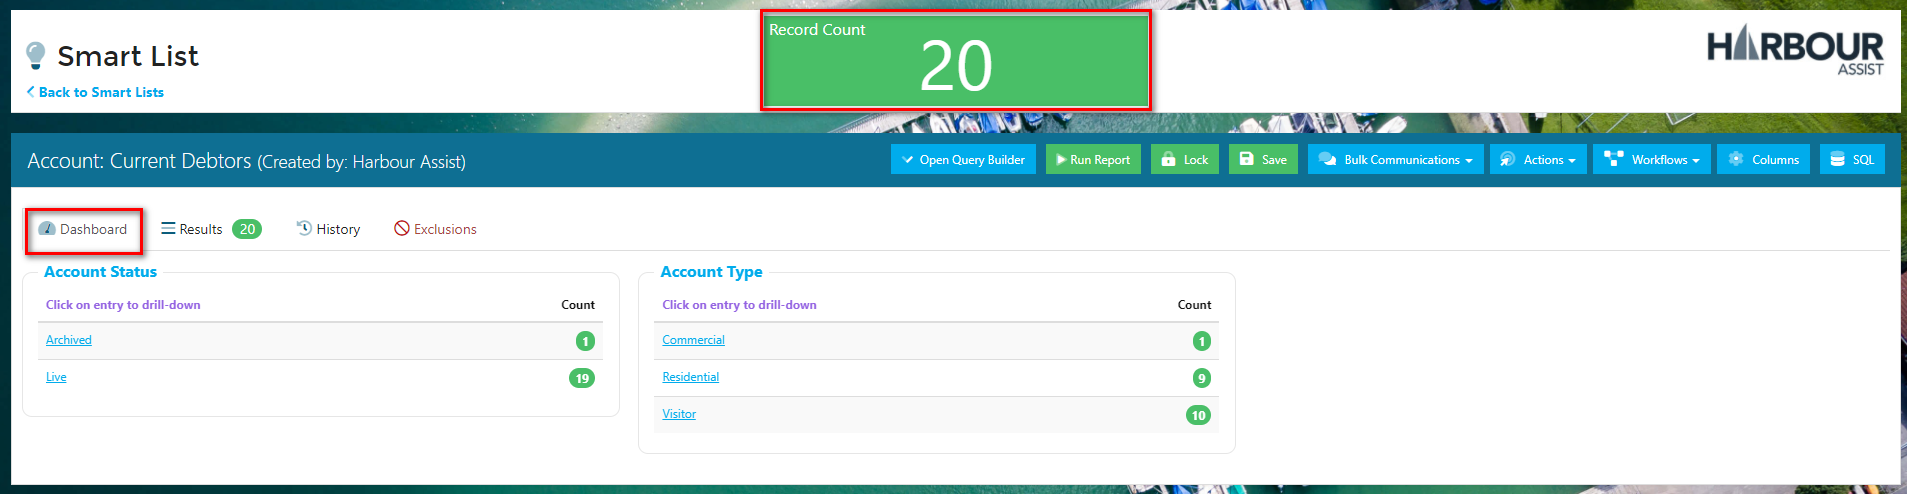 Smart List
Back to Smart Lists
Record Count
20
HARBOUR
ASSIST
Account: Current Debtors (Created by: Harbour Assist)
Open Query Builder
Run Report
Lock
Save
Bulk Communications
Actions
Workflows
Columns
SQL
Dashboard
Results 20
History
Exclusions
Account Status
Click on entry to drill-down Count
Archived 1
Live 19
Account Type
Click on entry to drill-down Count
Commercial 1
Residential 9
Visitor 10